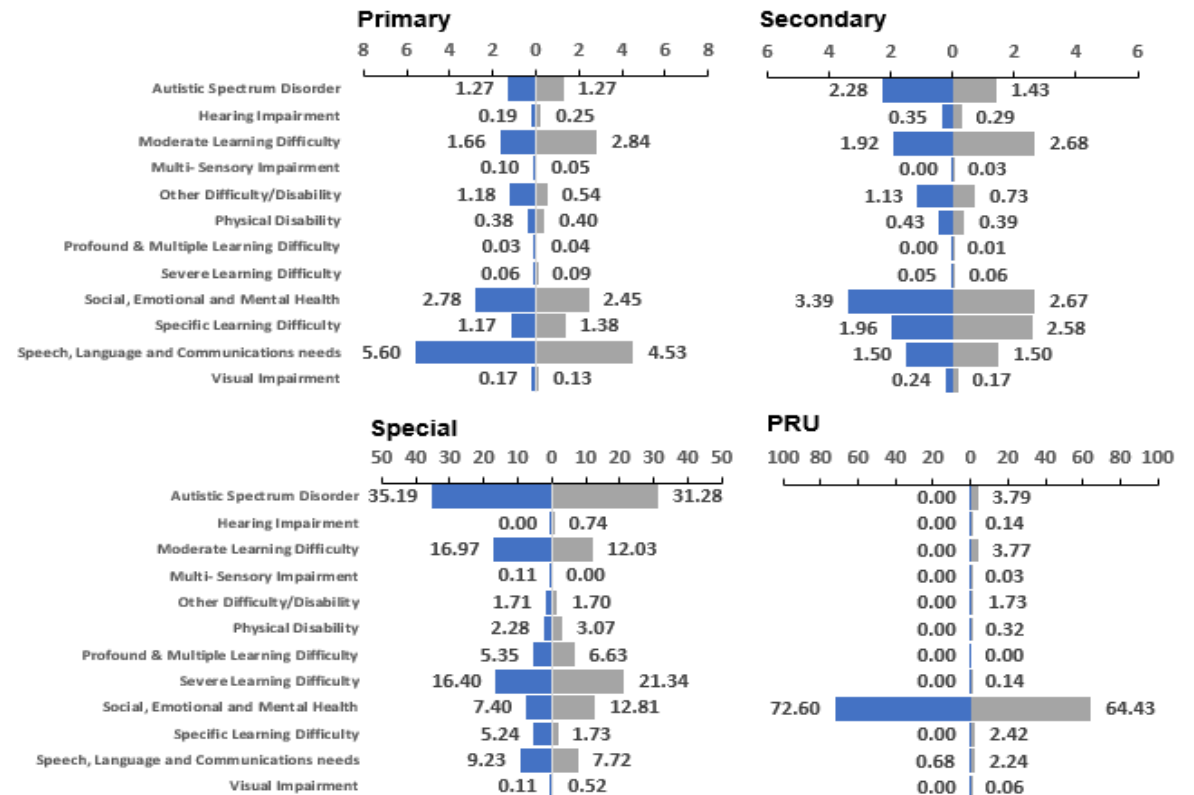 Primary
8 6 4 2 0 2 4 6 8
Autistic Spectrum Disorder 1.27 1.27
Hearing Impairment 0.19 0.25
Moderate Learning Difficulty 1.66 2.84
Multi- Sensory Impairment 0.10 0.05
Other Difficulty/Disability 1.18 0.54
Physical Disability 0.38 0.40
Profound & Multiple Learning Difficulty 0.03 0.04
Severe Learning Difficulty 0.06 0.09
Social, Emotional and Mental Health 2.78 2.45
Specific Learning Difficulty 1.17 1.38
Speech, Language and Communications needs 5.60 4.53
Visual Impairment 0.17 0.13
Secondary
6 4 2 0 2 4 6
2.28 1.43
0.35 0.29
1.92 2.68
0.00 0.03
1.13 0.73
0.43 0.39
0.00 0.01
0.05 0.06
3.39 2.67
1.96 2.58
1.50 1.50
0.24 0.17
Special
50 40 30 20 10 0 10 20 30 40 50
Autistic Spectrum Disorder 35.19 31.28
Hearing Impairment 0.00 0.74
Moderate Learning Difficulty 16.97 12.03
Multi- Sensory Impairment 0.11 0.00
Other Difficulty/Disability 1.71 1.70
Physical Disability 2.28 3.07
Profound & Multiple Learning Difficulty 5.35 6.63
Severe Learning Difficulty 16.40 21.34
Social, Emotional and Mental Health 7.40 12.81
Specific Learning Difficulty 5.24 1.73
Speech, Language and Communications needs 9.23 7.72
Visual Impairment 0.11 0.52
PRU
100 80 60 40 20 0 20 40 60 80 100
0.00 3.79
0.00 0.14
0.00 3.77
0.00 0.03
0.00 1.73
0.00 0.32
0.00 0.00
0.00 0.14
72.60 64.43
0.00 2.42
0.68 2.24
0.00 0.06